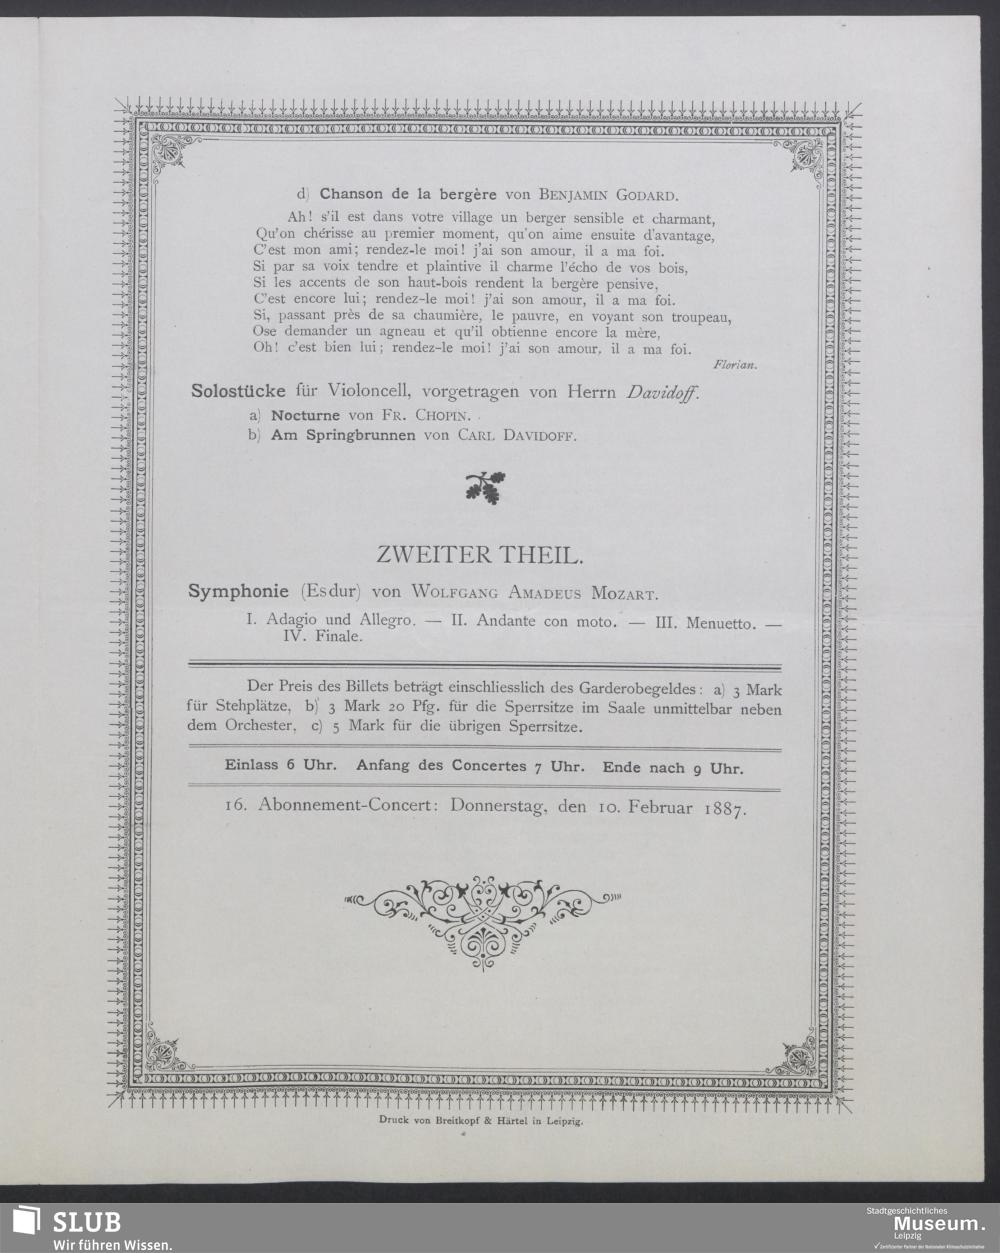 d) Chanson de la bergère von BENJAMIN GODARD.
Ah! s'il est dans votre village un berger sensible et charmant,
Qu'on chérisse au premier moment, qu'on aime ensuite d'avantage,
C'est mon ami; rendez-le moi! j'ai son amour, il a ma foi.
Si par sa voix tendre et plaintive il charme l'écho de vos bois,
Si les accents de son haut-bois rendent la bergère pensive,
C'est encore lui; rendez-le moi! j'ai son amour, il a ma foi.
Si, passant près de sa chaumière, le pauvre, en voyant son troupeau,
Ose demander un agneau et qu'il obtienne encore la mère,
Oh! c'est bien lui; rendez-le moi! j'ai son amour, il a ma foi.
Florian.
Solostücke für Violoncell, vorgetragen von Herrn Davidoff.
a) Nocturne von FR. CHOPIN.
b) Am Springbrunnen von CARL DAVIDOFF.
ZWEITER THEIL.
Symphonie (Es dur) von WOLFGANG AMADEUS MOZART.
I. Adagio und Allegro. — II. Andante con moto. — III. Menuetto. —
IV. Finale.
Der Preis des Billets beträgt einschliesslich des Garderobegeldes: a) 3 Mark
für Stehplätze, b) 3 Mark 20 Pfg. für die Sperrsitze im Saale unmittelbar neben
dem Orchester, c) 5 Mark für die übrigen Sperrsitze.
Einlass 6 Uhr. Anfang des Concertes 7 Uhr. Ende nach 9 Uhr.
16. Abonnement-Concert: Donnerstag, den 10. Februar 1887.
Druck von Breitkopf & Härtel in Leipzig.
SLUB
Wir führen Wissen.
Stadtgeschichtliches
Museum.
Leipzig
Zertifizierter Partner der Nationalen Klimaschutzinitiative